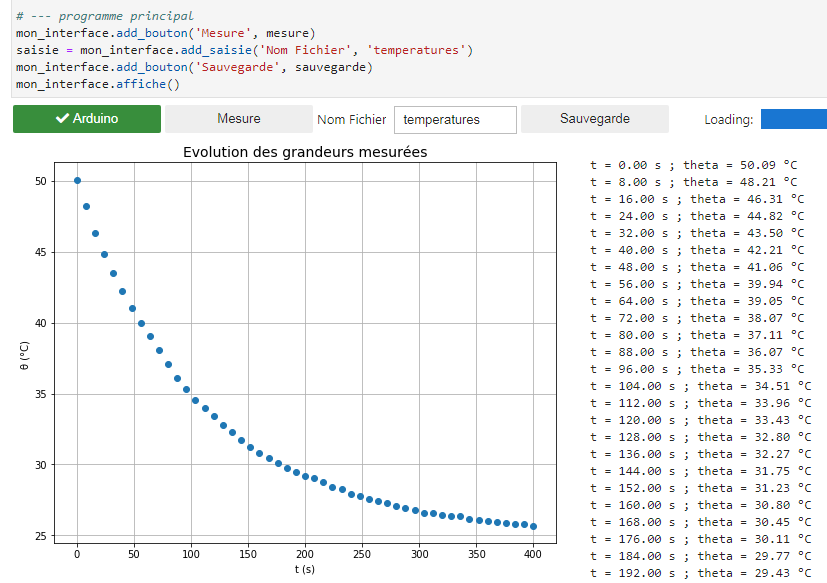 # --- programme principal
mon_interface.add_bouton('Mesure', mesure)
saisie = mon_interface.add_saisie('Nom Fichier', 'temperatures')
mon_interface.add_bouton('Sauvegarde', sauvegarde)
mon_interface.affiche()
✔ Arduino Mesure Nom Fichier temperatures Sauvegarde Loading:
Evolution des grandeurs mesurées
50
45
40
35
30
25
θ (°C)
0 50 100 150 200 250 300 350 400
t (s)
t = 0.00 s ; theta = 50.09 °C
t = 8.00 s ; theta = 48.21 °C
t = 16.00 s ; theta = 46.31 °C
t = 24.00 s ; theta = 44.82 °C
t = 32.00 s ; theta = 43.50 °C
t = 40.00 s ; theta = 42.21 °C
t = 48.00 s ; theta = 41.06 °C
t = 56.00 s ; theta = 39.94 °C
t = 64.00 s ; theta = 39.05 °C
t = 72.00 s ; theta = 38.07 °C
t = 80.00 s ; theta = 37.11 °C
t = 88.00 s ; theta = 36.07 °C
t = 96.00 s ; theta = 35.33 °C
t = 104.00 s ; theta = 34.51 °C
t = 112.00 s ; theta = 33.96 °C
t = 120.00 s ; theta = 33.43 °C
t = 128.00 s ; theta = 32.80 °C
t = 136.00 s ; theta = 32.27 °C
t = 144.00 s ; theta = 31.75 °C
t = 152.00 s ; theta = 31.23 °C
t = 160.00 s ; theta = 30.80 °C
t = 168.00 s ; theta = 30.45 °C
t = 176.00 s ; theta = 30.11 °C
t = 184.00 s ; theta = 29.77 °C
t = 192.00 s ; theta = 29.43 °C